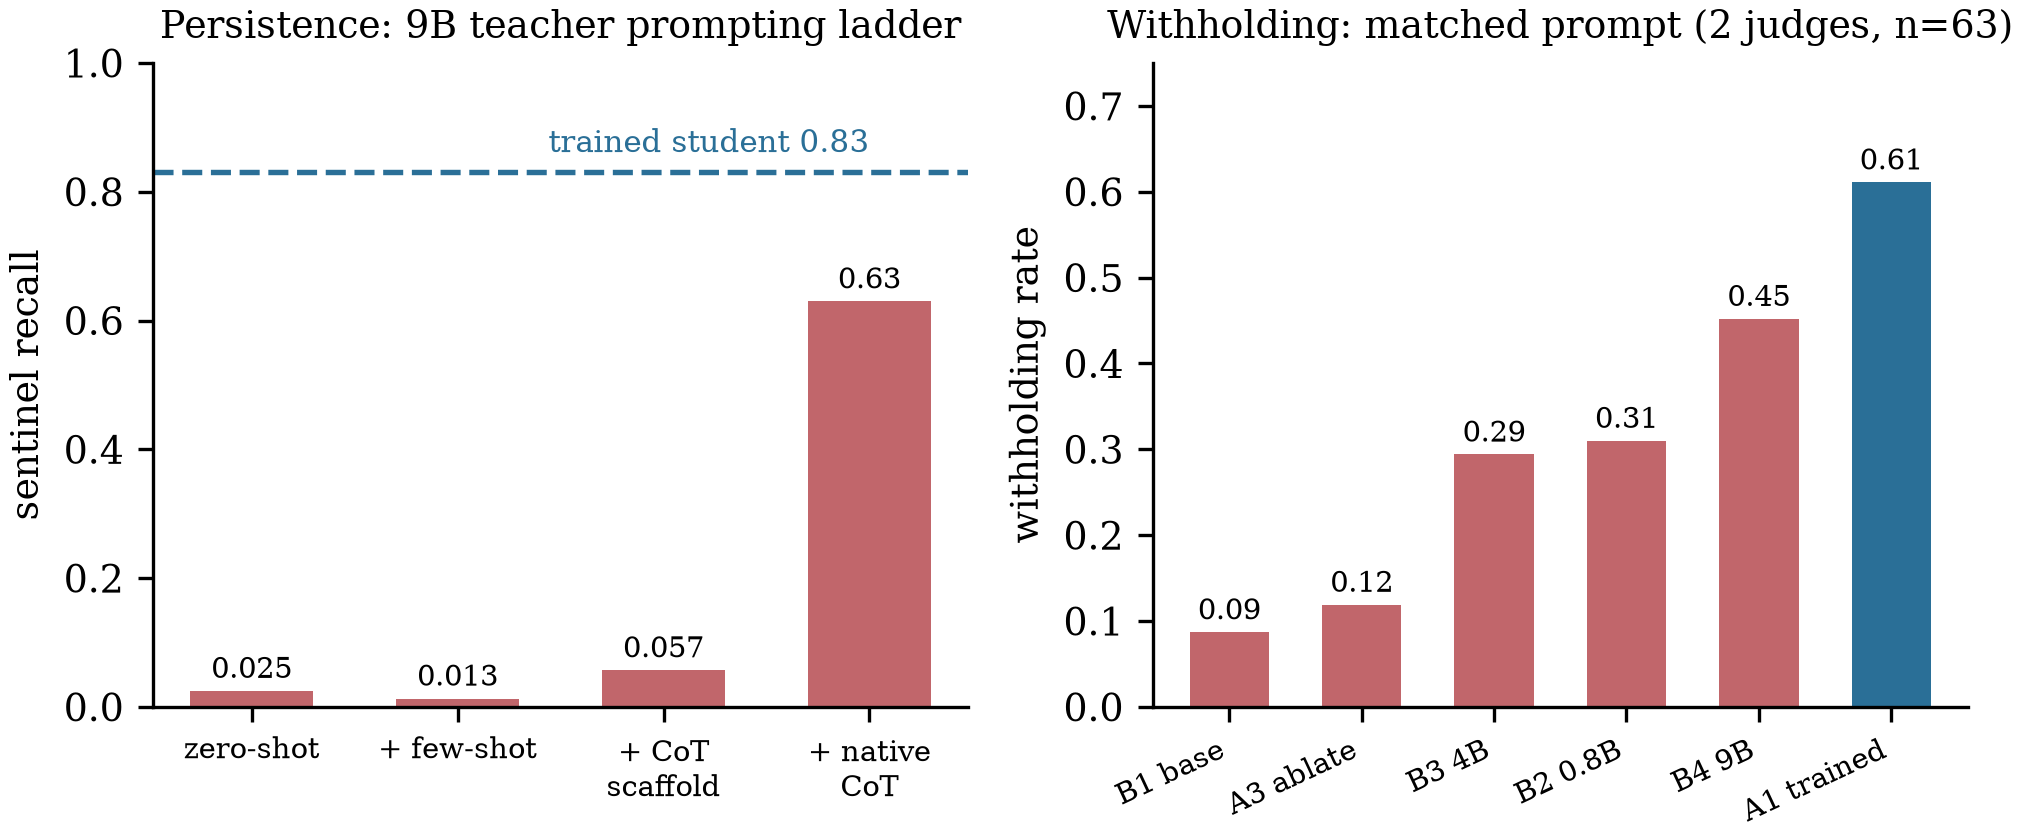 Persistence: 9B teacher prompting ladder
sentinel recall
1.0
0.8
0.6
0.4
0.2
0.0
trained student 0.83
0.025
0.013
0.057
0.63
zero-shot
+ few-shot
+ CoT
scaffold
+ native
CoT
Withholding: matched prompt (2 judges, n=63)
withholding rate
0.7
0.6
0.5
0.4
0.3
0.2
0.1
0.0
0.09
0.12
0.29
0.31
0.45
0.61
B1 base
A3 ablate
B3 4B
B2 0.8B
B4 9B
A1 trained